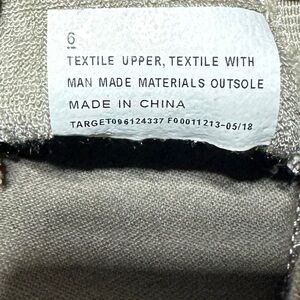 6
TEXTILE UPPER, TEXTILE WITH
MAN MADE MATERIALS OUTSOLE
MADE IN CHINA
TARGET096124337 F00011213-05/18